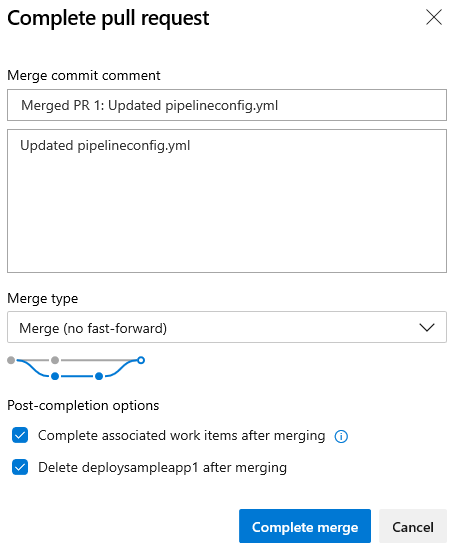 Complete pull request
Merge commit comment
Merged PR 1: Updated pipelineconfig.yml
Updated pipelineconfig.yml
Merge type
Merge (no fast-forward)
Post-completion options
Complete associated work items after merging
Delete deploysampleapp1 after merging
Complete merge
Cancel